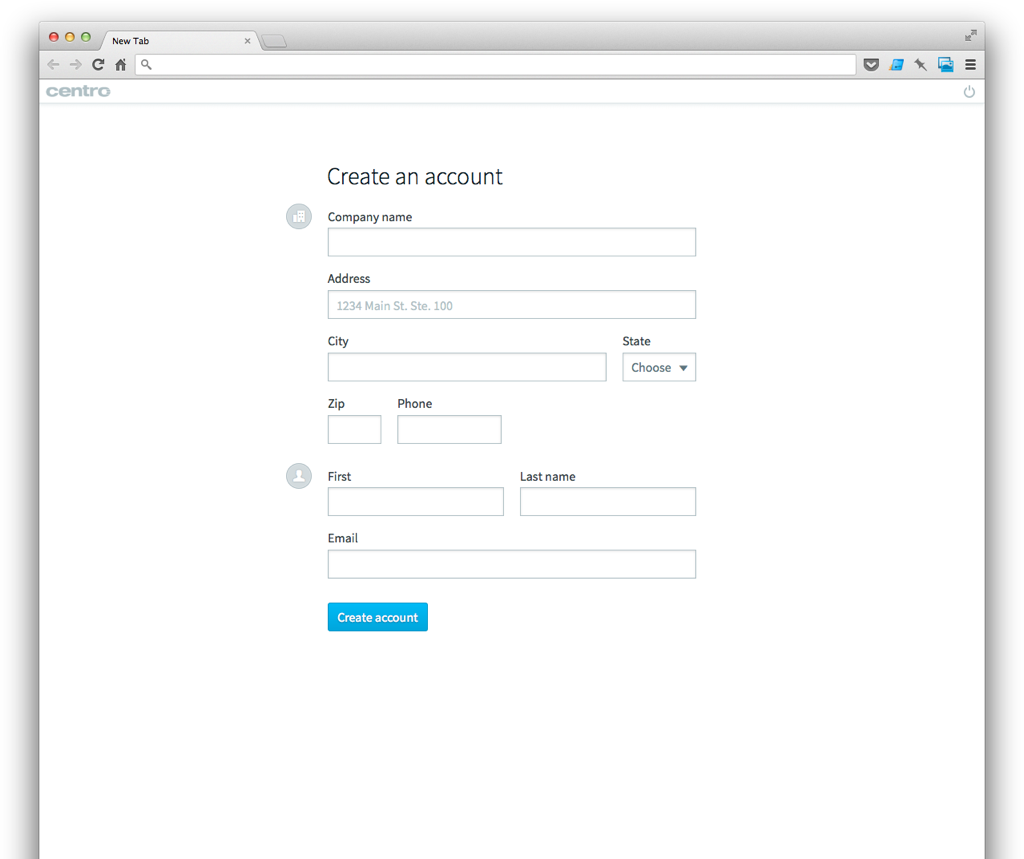 New Tab
centro
Create an account
Company name
Address
1234 Main St. Ste. 100
City State
Choose
Zip Phone
First Last name
Email
Create account